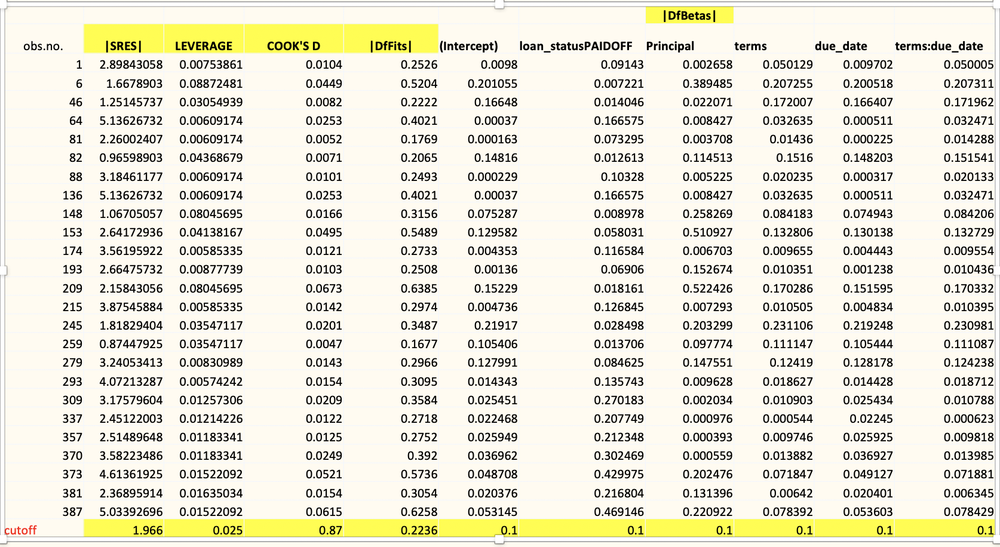 |DfBetas|
obs.no. |SRES| LEVERAGE COOK'S D |DfFits| (Intercept) loan_statusPAIDOFF Principal terms due_date terms:due_date
1 2.89843058 0.00753861 0.0104 0.2526 0.0098 0.09143 0.002658 0.050129 0.009702 0.050005
6 1.6678903 0.08872481 0.0449 0.5204 0.201055 0.007221 0.389485 0.207255 0.200518 0.207311
46 1.25145737 0.03054939 0.0082 0.2222 0.16648 0.014046 0.022071 0.172007 0.166407 0.171962
64 5.13626732 0.00609174 0.0253 0.4021 0.00037 0.166575 0.008427 0.032635 0.000511 0.032471
81 2.26002407 0.00609174 0.0052 0.1769 0.000163 0.073295 0.003708 0.01436 0.000225 0.014288
82 0.96598903 0.04368679 0.0071 0.2065 0.14816 0.012613 0.114513 0.1516 0.148203 0.151541
88 3.18461177 0.00609174 0.0101 0.2493 0.000229 0.10328 0.005225 0.020235 0.000317 0.020133
136 5.13626732 0.00609174 0.0253 0.4021 0.00037 0.166575 0.008427 0.032635 0.000511 0.032471
148 1.06705057 0.08045695 0.0166 0.3156 0.075287 0.008978 0.258269 0.084183 0.074943 0.084206
153 2.64172936 0.04138167 0.0495 0.5489 0.129582 0.058031 0.510927 0.132806 0.130138 0.132729
174 3.56195922 0.00585335 0.0121 0.2733 0.004353 0.116584 0.006703 0.009655 0.004443 0.009554
193 2.66475732 0.00877739 0.0103 0.2508 0.00136 0.06906 0.152674 0.010351 0.001238 0.010436
209 2.15843056 0.08045695 0.0673 0.6385 0.15229 0.018161 0.522426 0.170286 0.151595 0.170332
215 3.87545884 0.00585335 0.0142 0.2974 0.004736 0.126845 0.007293 0.010505 0.004834 0.010395
245 1.81829404 0.03547117 0.0201 0.3487 0.21917 0.028498 0.203299 0.231106 0.219248 0.230981
259 0.87447925 0.03547117 0.0047 0.1677 0.105406 0.013706 0.097774 0.111147 0.105444 0.111087
279 3.24053413 0.00830989 0.0143 0.2966 0.127991 0.084625 0.147551 0.12419 0.128178 0.124238
293 4.07213287 0.00574242 0.0154 0.3095 0.014343 0.135743 0.009628 0.018627 0.014428 0.018712
309 3.17579604 0.01257306 0.0209 0.3584 0.025451 0.270183 0.002034 0.010903 0.025434 0.010788
337 2.45122003 0.01214226 0.0122 0.2718 0.022468 0.207749 0.000976 0.000544 0.02245 0.000623
357 2.51489648 0.01183341 0.0125 0.2752 0.025949 0.212348 0.000393 0.009746 0.025925 0.009818
370 3.58223486 0.01183341 0.0249 0.392 0.036962 0.302469 0.000559 0.013882 0.036927 0.013985
373 4.61361925 0.01522092 0.0521 0.5736 0.048708 0.429975 0.202476 0.071847 0.049127 0.071881
381 2.36895914 0.01635034 0.0154 0.3054 0.020376 0.216804 0.131396 0.00642 0.020401 0.006345
387 5.03392696 0.01522092 0.0615 0.6258 0.053145 0.469146 0.220922 0.078392 0.053603 0.078429
cutoff 1.966 0.025 0.87 0.2236 0.1 0.1 0.1 0.1 0.1 0.1